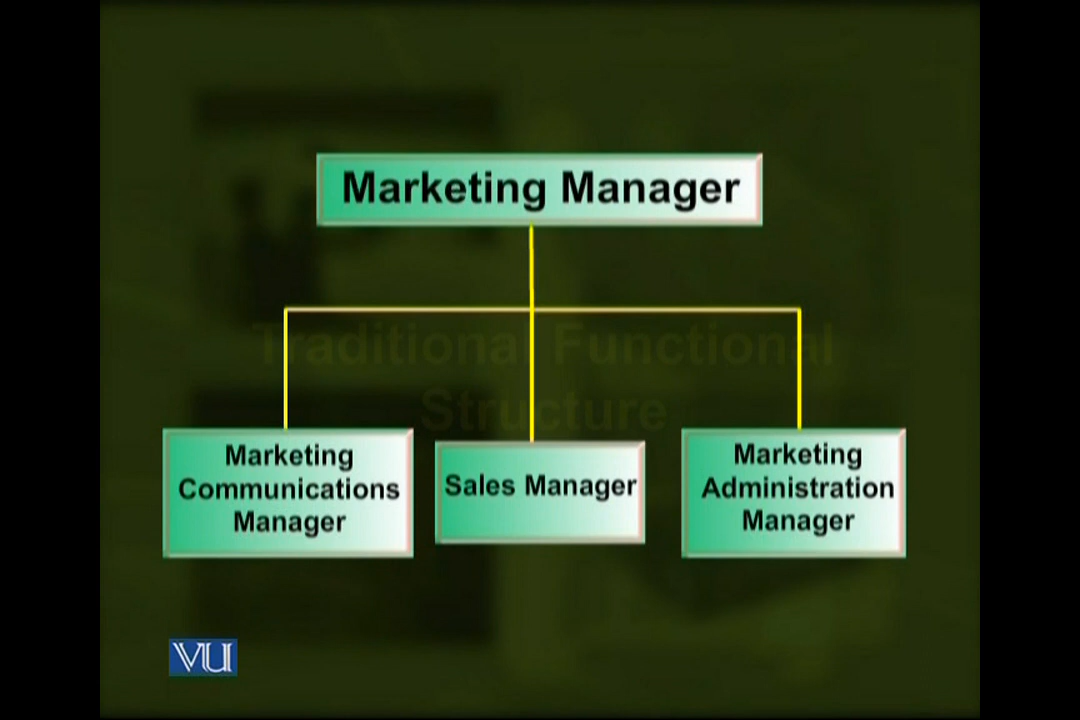 Marketing Manager
Traditional Functional
Structure
Marketing
Communications
Manager
Sales Manager
Marketing
Administration
Manager
VU